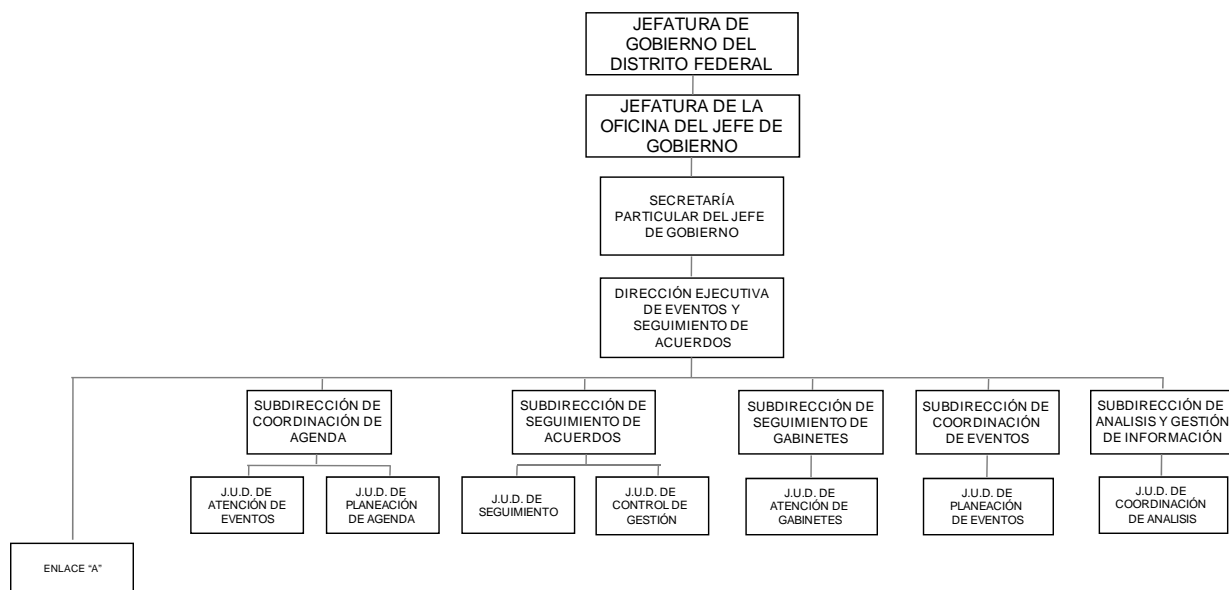 JEFATURA DE
GOBIERNO DEL
DISTRITO FEDERAL
JEFATURA DE LA
OFICINA DEL JEFE DE
GOBIERNO
SECRETARÍA
PARTICULAR DEL JEFE
DE GOBIERNO
DIRECCIÓN EJECUTIVA
DE EVENTOS Y
SEGUIMIENTO DE
ACUERDOS
SUBDIRECCIÓN DE
COORDINACIÓN DE
AGENDA
SUBDIRECCIÓN DE
SEGUIMIENTO DE
ACUERDOS
SUBDIRECCIÓN DE
SEGUIMIENTO DE
GABINETES
SUBDIRECCIÓN DE
COORDINACIÓN
DE EVENTOS
SUBDIRECCIÓN DE
ANALISIS Y GESTIÓN
DE INFORMACIÓN
J.U.D. DE
ATENCIÓN DE
EVENTOS
J.U.D. DE
PLANEACIÓN
DE AGENDA
J.U.D. DE
SEGUIMIENTO
J.U.D. DE
CONTROL DE
GESTIÓN
J.U.D. DE
ATENCIÓN DE
GABINETES
J.U.D. DE
PLANEACIÓN
DE EVENTOS
J.U.D. DE
COORDINACIÓN
DE ANALISIS
ENLACE “A”